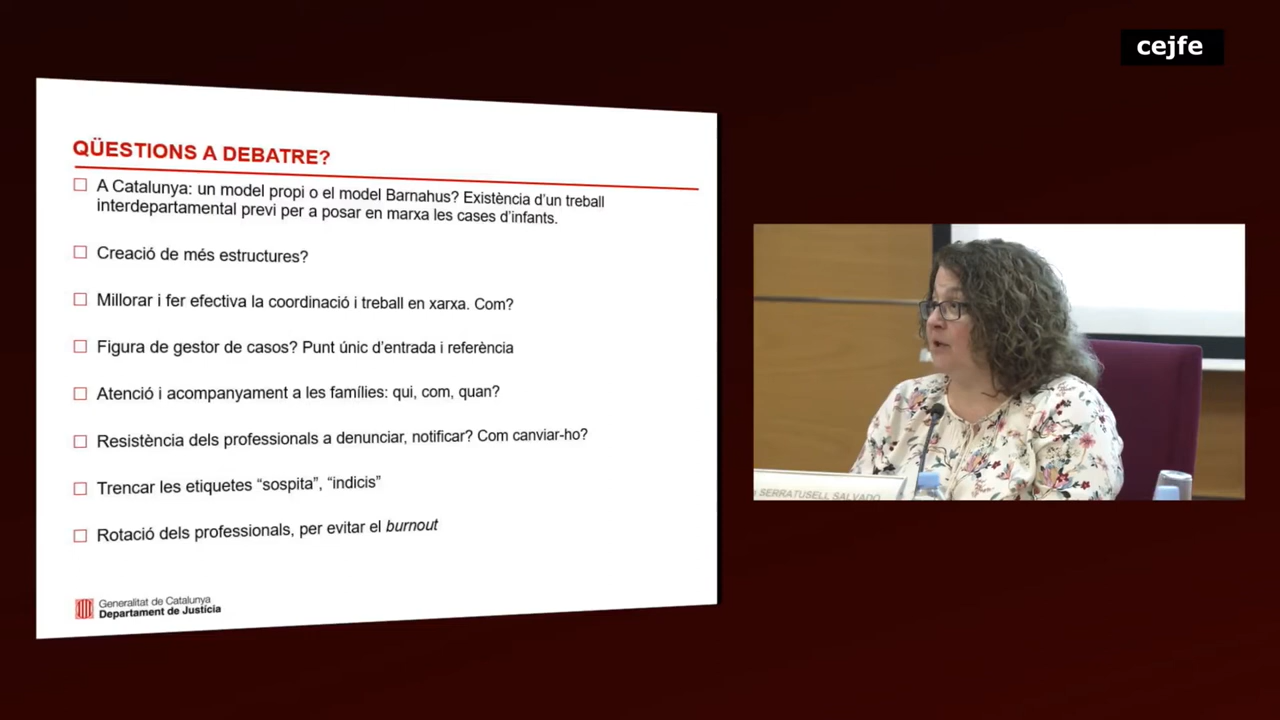 cejfe
QÜESTIONS A DEBATRE?
A Catalunya: un model propi o el model Barnahus? Existència d'un treball
interdepartamental previ per a posar en marxa les cases d'infants.
Creació de més estructures?
Millorar i fer efectiva la coordinació i treball en xarxa. Com?
Figura de gestor de casos? Punt únic d'entrada i referència
Atenció i acompanyament a les famílies: qui, com, quan?
Resistència dels professionals a denunciar, notificar? Com canviar-ho?
Trencar les etiquetes “sospita”, “indicis”
Rotació dels professionals, per evitar el burnout
Generalitat de Catalunya
Departament de Justícia
SERRATUSELL SALVADÓ